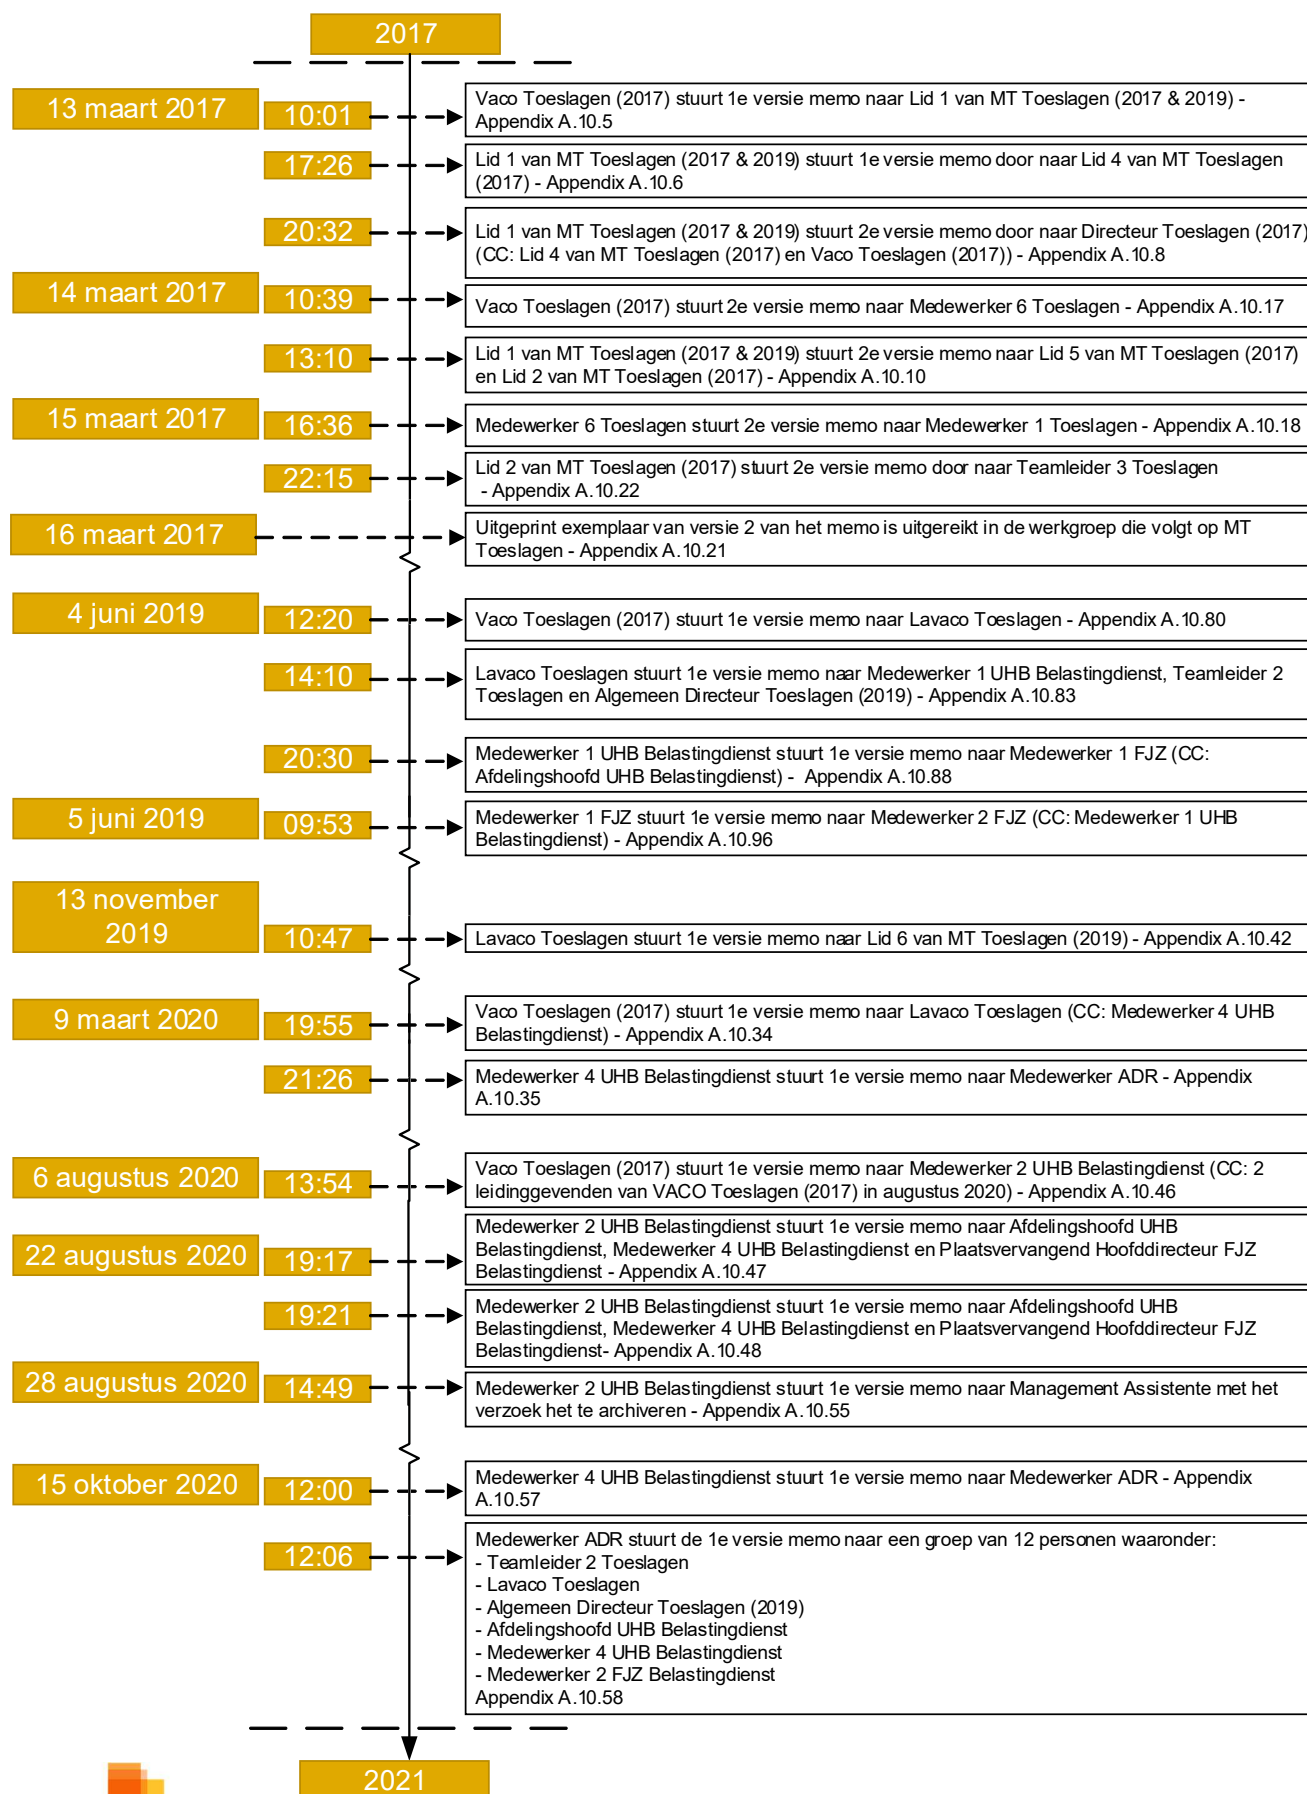 2017
13 maart 2017
10:01
Vaco Toeslagen (2017) stuurt 1e versie memo naar Lid 1 van MT Toeslagen (2017 & 2019) -
Appendix A.10.5
17:26
Lid 1 van MT Toeslagen (2017 & 2019) stuurt 1e versie memo door naar Lid 4 van MT Toeslagen
(2017) - Appendix A.10.6
20:32
Lid 1 van MT Toeslagen (2017 & 2019) stuurt 2e versie memo door naar Directeur Toeslagen (2017)
(CC: Lid 4 van MT Toeslagen (2017) en Vaco Toeslagen (2017)) - Appendix A.10.8
14 maart 2017
10:39
Vaco Toeslagen (2017) stuurt 2e versie memo naar Medewerker 6 Toeslagen - Appendix A.10.17
13:10
Lid 1 van MT Toeslagen (2017 & 2019) stuurt 2e versie memo naar Lid 5 van MT Toeslagen (2017)
en Lid 2 van MT Toeslagen (2017) - Appendix A.10.10
15 maart 2017
16:36
Medewerker 6 Toeslagen stuurt 2e versie memo naar Medewerker 1 Toeslagen - Appendix A.10.18
22:15
Lid 2 van MT Toeslagen (2017) stuurt 2e versie memo door naar Teamleider 3 Toeslagen
- Appendix A.10.22
16 maart 2017
Uitgeprint exemplaar van versie 2 van het memo is uitgereikt in de werkgroep die volgt op MT
Toeslagen - Appendix A.10.21
4 juni 2019
12:20
Vaco Toeslagen (2017) stuurt 1e versie memo naar Lavaco Toeslagen - Appendix A.10.80
14:10
Lavaco Toeslagen stuurt 1e versie memo naar Medewerker 1 UHB Belastingdienst, Teamleider 2
Toeslagen en Algemeen Directeur Toeslagen (2019) - Appendix A.10.83
20:30
Medewerker 1 UHB Belastingdienst stuurt 1e versie memo naar Medewerker 1 FJZ (CC:
Afdelingshoofd UHB Belastingdienst) - Appendix A.10.88
5 juni 2019
09:53
Medewerker 1 FJZ stuurt 1e versie memo naar Medewerker 2 FJZ (CC: Medewerker 1 UHB
Belastingdienst) - Appendix A.10.96
13 november
2019
10:47
Lavaco Toeslagen stuurt 1e versie memo naar Lid 6 van MT Toeslagen (2019) - Appendix A.10.42
9 maart 2020
19:55
Vaco Toeslagen (2017) stuurt 1e versie memo naar Lavaco Toeslagen (CC: Medewerker 4 UHB
Belastingdienst) - Appendix A.10.34
21:26
Medewerker 4 UHB Belastingdienst stuurt 1e versie memo naar Medewerker ADR - Appendix
A.10.35
6 augustus 2020
13:54
Vaco Toeslagen (2017) stuurt 1e versie memo naar Medewerker 2 UHB Belastingdienst (CC: 2
leidinggevenden van VACO Toeslagen (2017) in augustus 2020) - Appendix A.10.46
22 augustus 2020
19:17
Medewerker 2 UHB Belastingdienst stuurt 1e versie memo naar Afdelingshoofd UHB
Belastingdienst, Medewerker 4 UHB Belastingdienst en Plaatsvervangend Hoofddirecteur FJZ
Belastingdienst - Appendix A.10.47
19:21
Medewerker 2 UHB Belastingdienst stuurt 1e versie memo naar Afdelingshoofd UHB
Belastingdienst, Medewerker 4 UHB Belastingdienst en Plaatsvervangend Hoofddirecteur FJZ
Belastingdienst- Appendix A.10.48
28 augustus 2020
14:49
Medewerker 2 UHB Belastingdienst stuurt 1e versie memo naar Management Assistente met het
verzoek het te archiveren - Appendix A.10.55
15 oktober 2020
12:00
Medewerker 4 UHB Belastingdienst stuurt 1e versie memo naar Medewerker ADR - Appendix
A.10.57
12:06
Medewerker ADR stuurt de 1e versie memo naar een groep van 12 personen waaronder:
- Teamleider 2 Toeslagen
- Lavaco Toeslagen
- Algemeen Directeur Toeslagen (2019)
- Afdelingshoofd UHB Belastingdienst
- Medewerker 4 UHB Belastingdienst
- Medewerker 2 FJZ Belastingdienst
Appendix A.10.58
2021